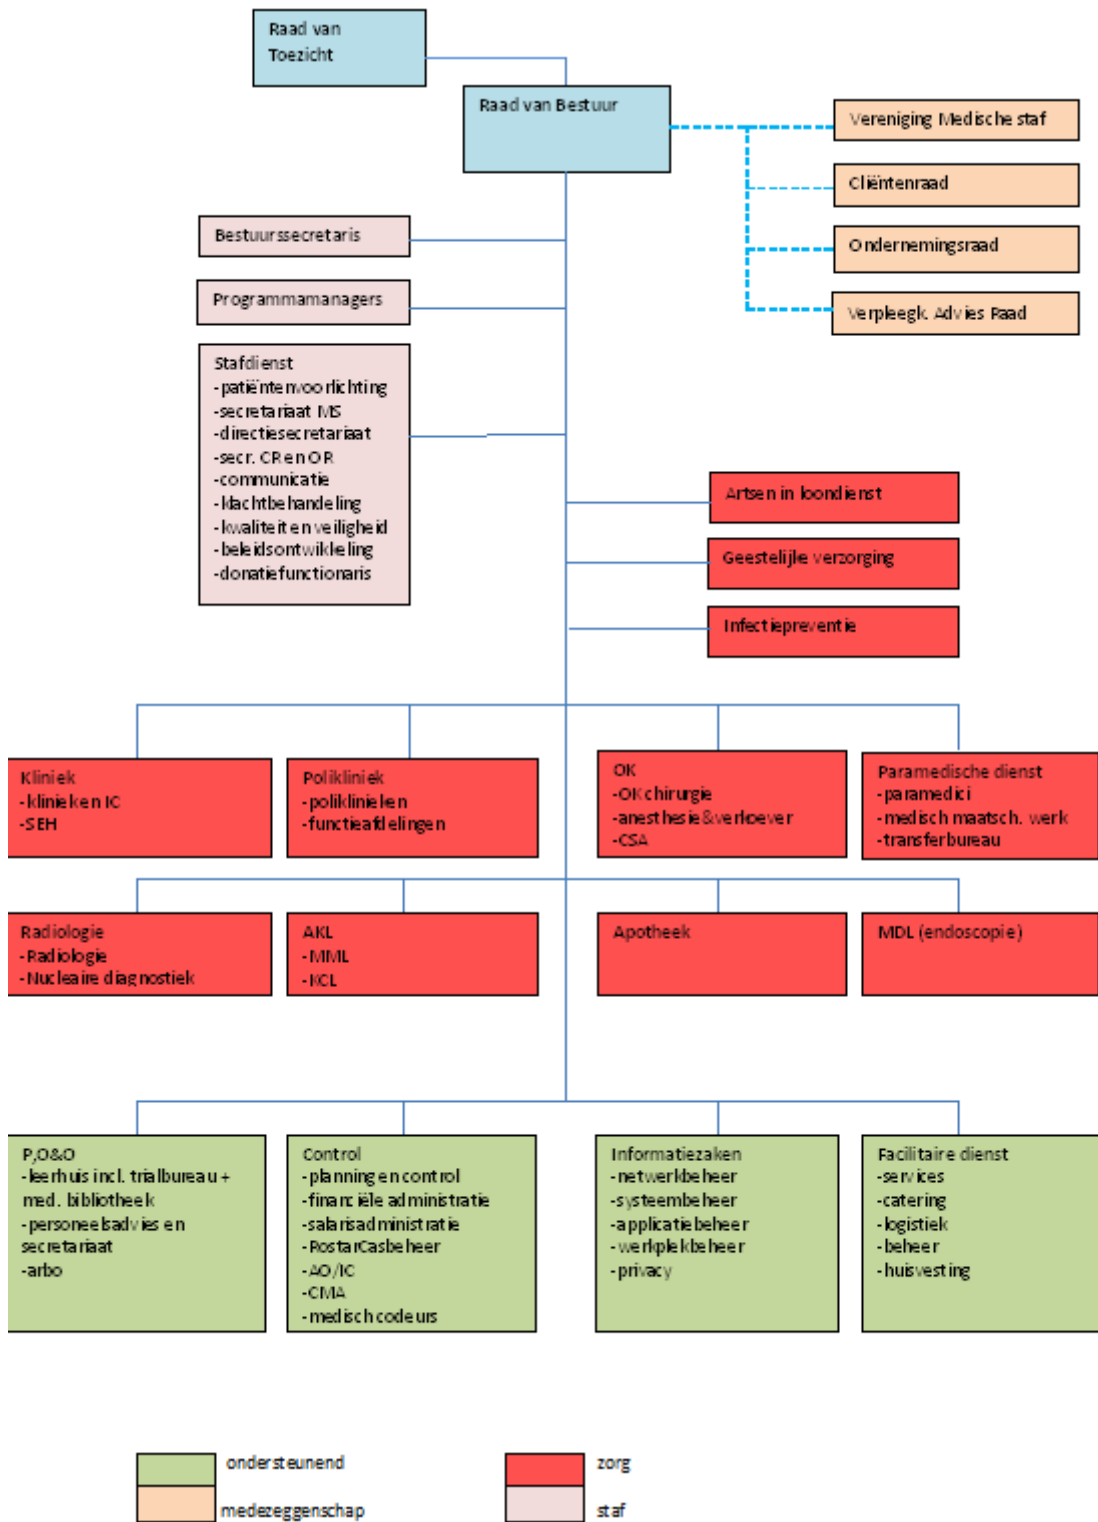 Raad van
Toezicht
Raad van Bestuur
Vereniging Medische staf
Cliëntenraad
Ondernemingsraad
Verpleegk. Advies Raad
Bestuurssecretaris
Programmamanagers
Stafdienst
-patiëntenvoorlichting
-secretariaat MS
-directiesecretariaat
-secr. CR en OR
-communicatie
-klachtbehandeling
-kwaliteit en veiligheid
-beleidsontwikkeling
-donatiefunctionaris
Artsen in loondienst
Geestelijke verzorging
Infectiepreventie
Kliniek
-klinieken IC
-SEH
Polikliniek
-poliklinieken
-functieafdelingen
OK
-OK chirurgie
-anesthesie&verkoever
-CSA
Paramedische dienst
-paramedici
-medisch maatsch. werk
-transferbureau
Radiologie
-Radiologie
-Nucleaire diagnostiek
AKL
-MML
-KCL
Apotheek
MDL (endoscopie)
P,O&O
-leerhuis incl. trialbureau +
med. bibliotheek
-personeelsadvies en
secretariaat
-arbo
Control
-planning en control
-financiële administratie
-salarisadministratie
-RostarCasbeheer
-AO/IC
-CMA
-medisch codeurs
Informatiezaken
-netwerkbeheer
-systeembeheer
-applicatiebeheer
-werkplekbeheer
-privacy
Facilitaire dienst
-services
-catering
-logistiek
-beheer
-huisvesting
ondersteunend
zorg
medezeggenschap
staf